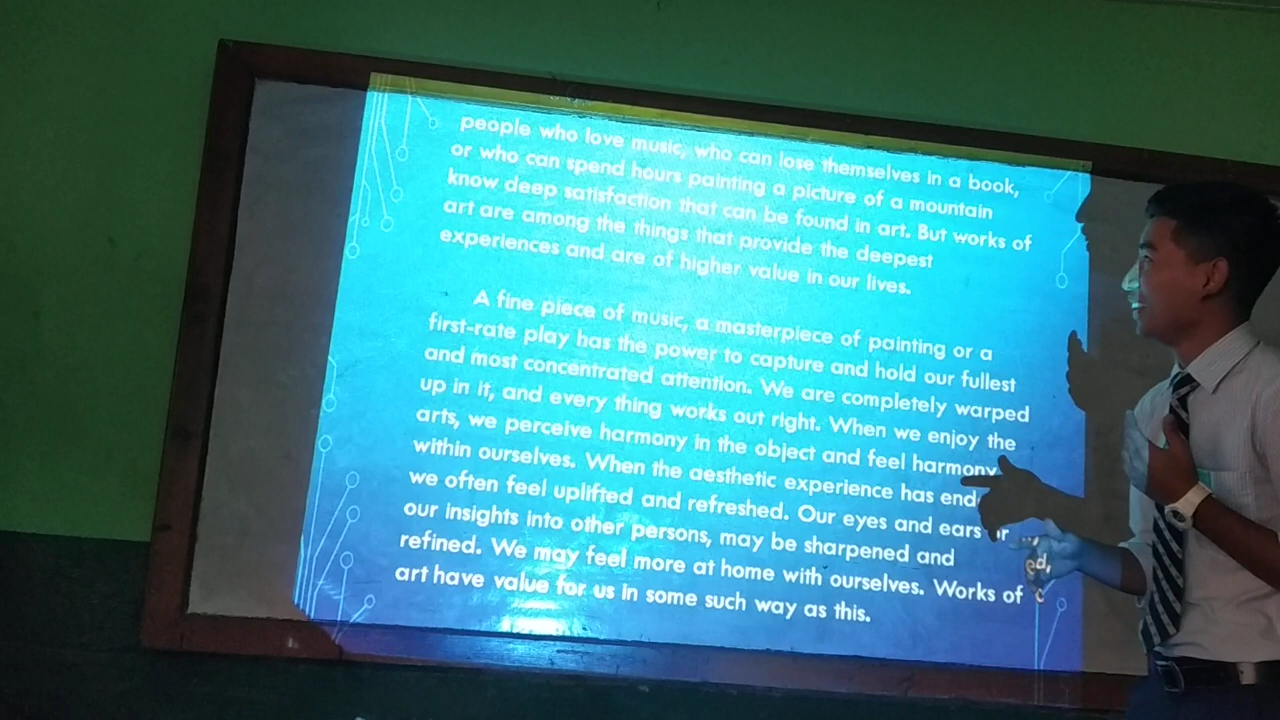 people who love music, who can lose themselves in a book,
or who can spend hours painting a picture of a mountain
know deep satisfaction that can be found in art. But works of
art are among the things that provide the deepest
experiences and are of higher value in our lives.
A fine piece of music, a masterpiece of painting or a
first-rate play has the power to capture and hold our fullest
and most concentrated attention. We are completely warped
up in it, and every thing works out right. When we enjoy the
arts, we perceive harmony in the object and feel harmony
within ourselves. When the aesthetic experience has ended,
we often feel uplifted and refreshed. Our eyes and ears or
our insights into other persons, may be sharpened and
refined. We may feel more at home with ourselves. Works of
art have value for us in some such way as this.